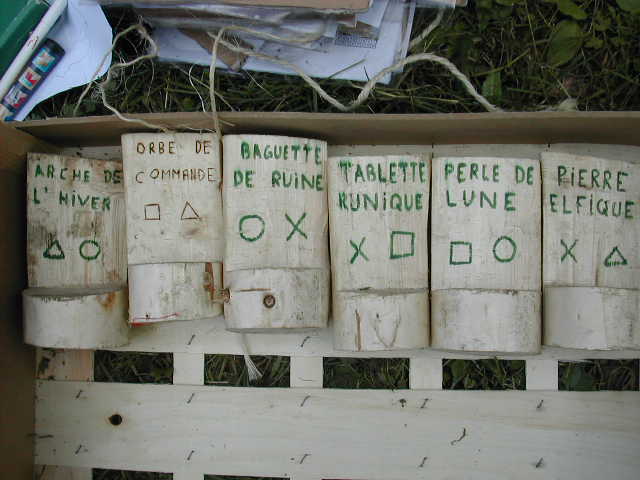 ARCHE DE
L'HIVER
ORBE DE
COMMANDE
BAGUETTE
DE RUINE
TABLETTE
RUNIQUE
PERLE DE
LUNE
PIERRE
ELFIQUE